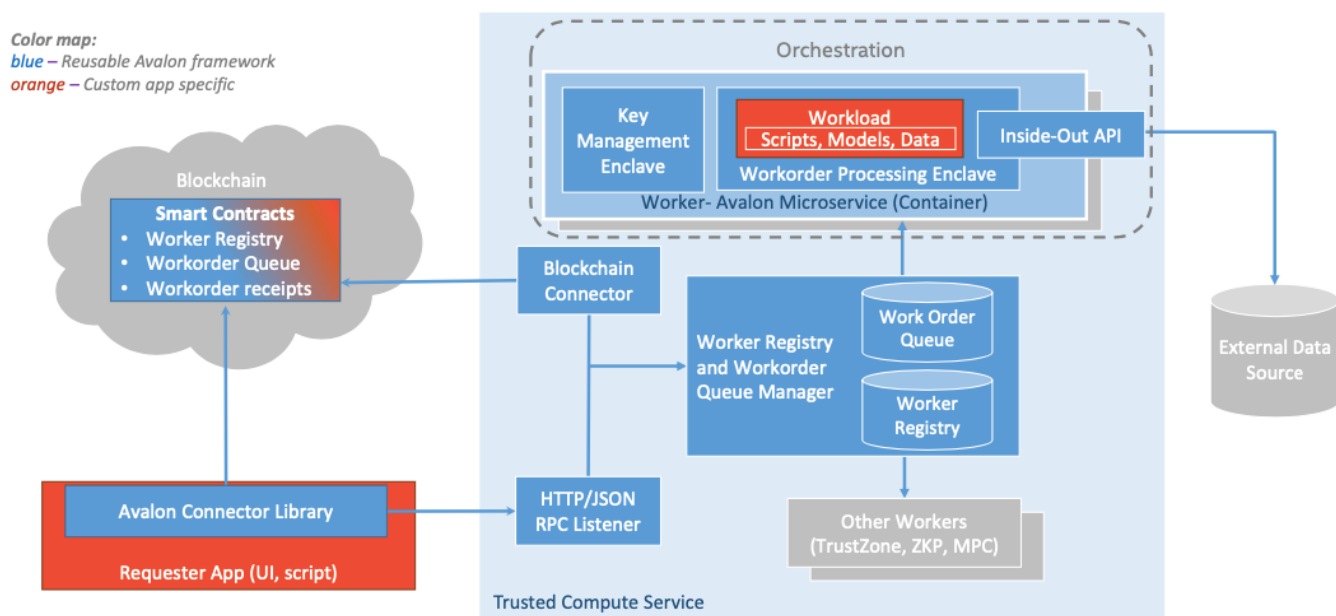 Color map:
blue – Reusable Avalon framework
orange – Custom app specific
Blockchain
Smart Contracts
• Worker Registry
• Workorder Queue
• Workorder receipts
Avalon Connector Library
Requester App (UI, script)
Orchestration
Key
Management
Enclave
Workload
Scripts, Models, Data
Workorder Processing Enclave
Inside-Out API
Worker- Avalon Microservice (Container)
Blockchain
Connector
Worker Registry
and Workorder
Queue Manager
Work Order
Queue
Worker
Registry
HTTP/JSON
RPC Listener
Other Workers
(TrustZone, ZKP, MPC)
Trusted Compute Service
External Data
Source